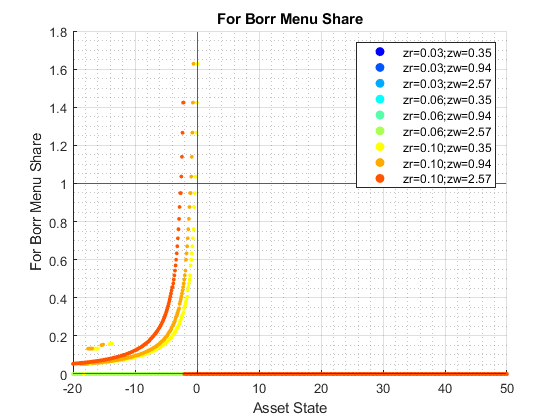 For Borr Menu Share
For Borr Menu Share
1.8
1.6
1.4
1.2
1
0.8
0.6
0.4
0.2
0
-20
-10
0
10
20
30
40
50
Asset State
zr=0.03;zw=0.35
zr=0.03;zw=0.94
zr=0.03;zw=2.57
zr=0.06;zw=0.35
zr=0.06;zw=0.94
zr=0.06;zw=2.57
zr=0.10;zw=0.35
zr=0.10;zw=0.94
zr=0.10;zw=2.57